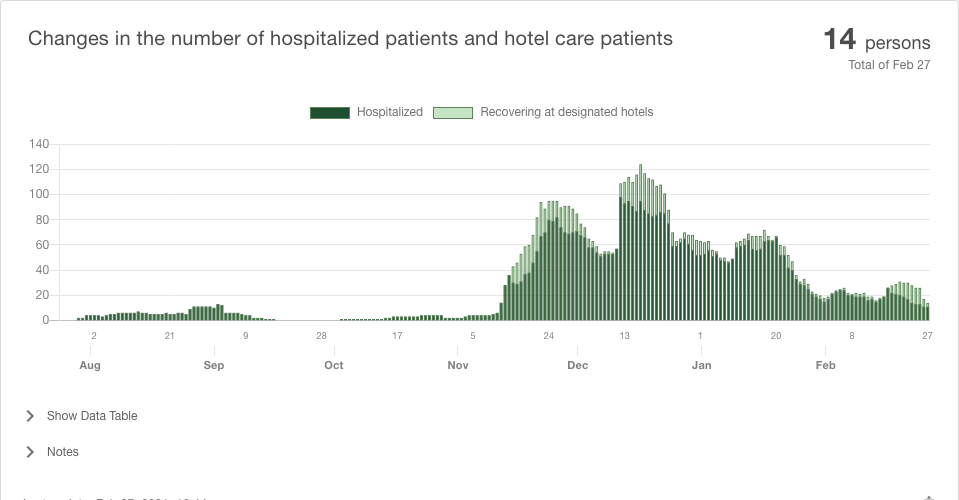 Changes in the number of hospitalized patients and hotel care patients
14 persons
Total of Feb 27
Hospitalized Recovering at designated hotels
140
120
100
80
60
40
20
0
2 21 9 28 17 5 24 13 1 20 8 27
Aug Sep Oct Nov Dec Jan Feb
Show Data Table
Notes